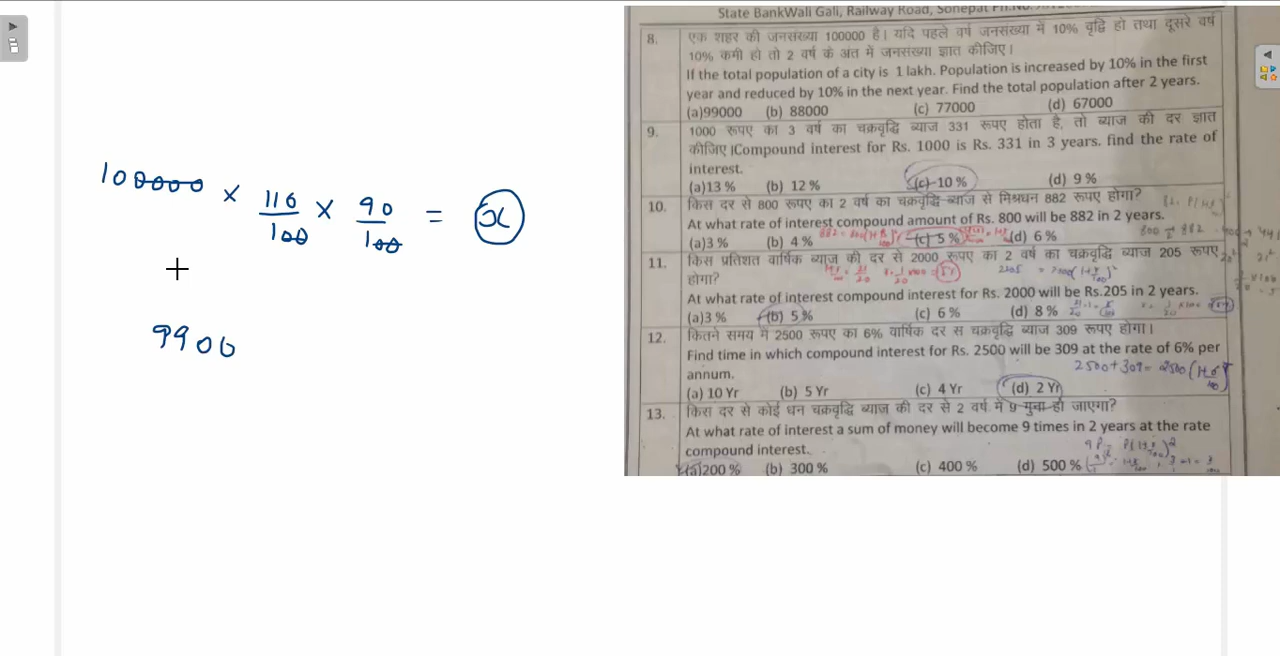 100000 × 110/100 × 90/100 = x
9900
State BankWali Gali, Railway Road, Sonepat
8. एक शहर की जनसंख्या 100000 है। यदि पहले वर्ष जनसंख्या में 10% वृद्धि हो तथा दूसरे वर्ष
10% कमी हो तो 2 वर्ष के अंत में जनसंख्या ज्ञात कीजिए।
If the total population of a city is 1 lakh. Population is increased by 10% in the first
year and reduced by 10% in the next year. Find the total population after 2 years.
(a)99000 (b) 88000 (c) 77000 (d) 67000
9. 1000 रूपए का 3 वर्ष का चक्रवृद्धि ब्याज 331 रूपए होता है, तो ब्याज की दर ज्ञात
कीजिए।Compound interest for Rs. 1000 is Rs. 331 in 3 years. find the rate of
interest.
(a)13 % (b) 12 % (c) 10 % (d) 9 %
10. किस दर से 800 रूपए का 2 वर्ष का चक्रवृद्धि ब्याज से मिश्रधन 882 रूपए होगा?
At what rate of interest compound amount of Rs. 800 will be 882 in 2 years.
(a)3 % (b) 4 % (c) 5 % (d) 6 %
11. किस प्रतिशत वार्षिक ब्याज की दर से 2000 रूपए का 2 वर्ष का चक्रवृद्धि ब्याज 205 रूपए
होगा?
At what rate of interest compound interest for Rs. 2000 will be Rs.205 in 2 years.
(a)3 % (b) 5 % (c) 6 % (d) 8 %
12. कितने समय में 2500 रूपए का 6% वार्षिक दर स चक्रवृद्धि ब्याज 309 रूपए होगा।
Find time in which compound interest for Rs. 2500 will be 309 at the rate of 6% per
annum.
2500+309=
(a) 10 Yr (b) 5 Yr (c) 4 Yr (d) 2 Yr
13. किस दर से कोई धन चक्रवृद्धि ब्याज की दर से 2 वर्ष में 9 गुना हो जाएगा?
At what rate of interest a sum of money will become 9 times in 2 years at the rate
compound interest.
(a)200 % (b) 300 % (c) 400 % (d) 500 %